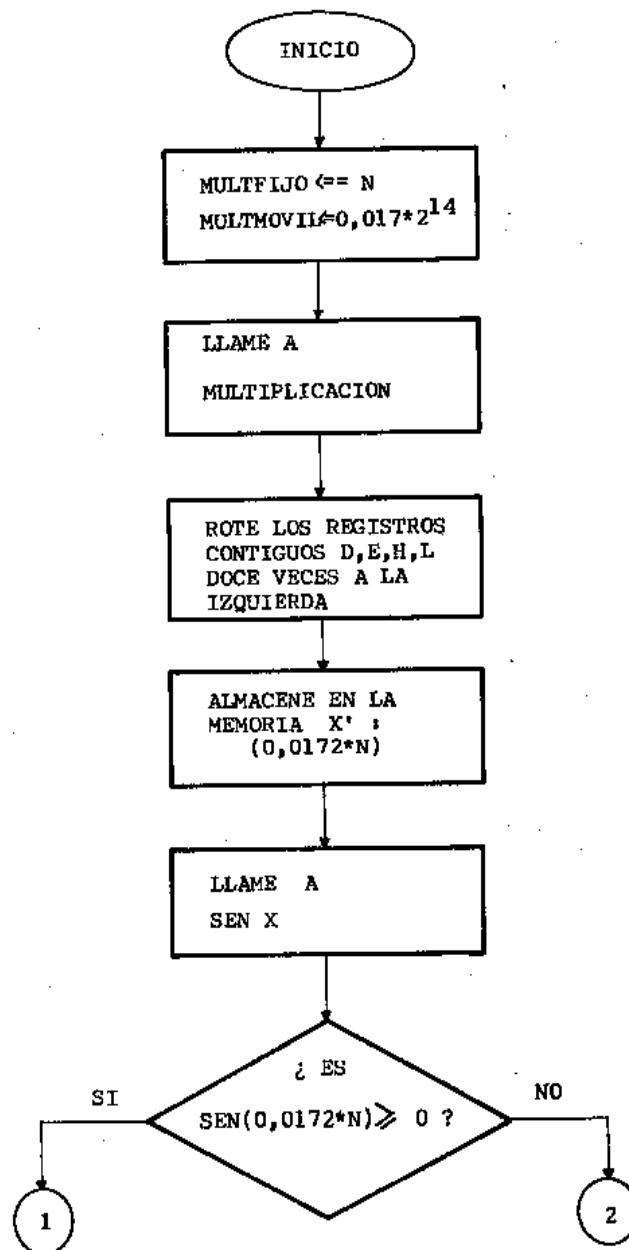 INICIO
MULTFIJO <== N
MULTMOVIL<=0,017*2^14
LLAME A
MULTIPLICACION
ROTE LOS REGISTROS
CONTIGUOS D,E,H,L
DOCE VECES A LA
IZQUIERDA
ALMACENE EN LA
MEMORIA X' :
(0,0172*N)
LLAME A
SEN X
¿ ES
SI
SEN(0,0172*N)⩾ 0 ?
NO
1
2